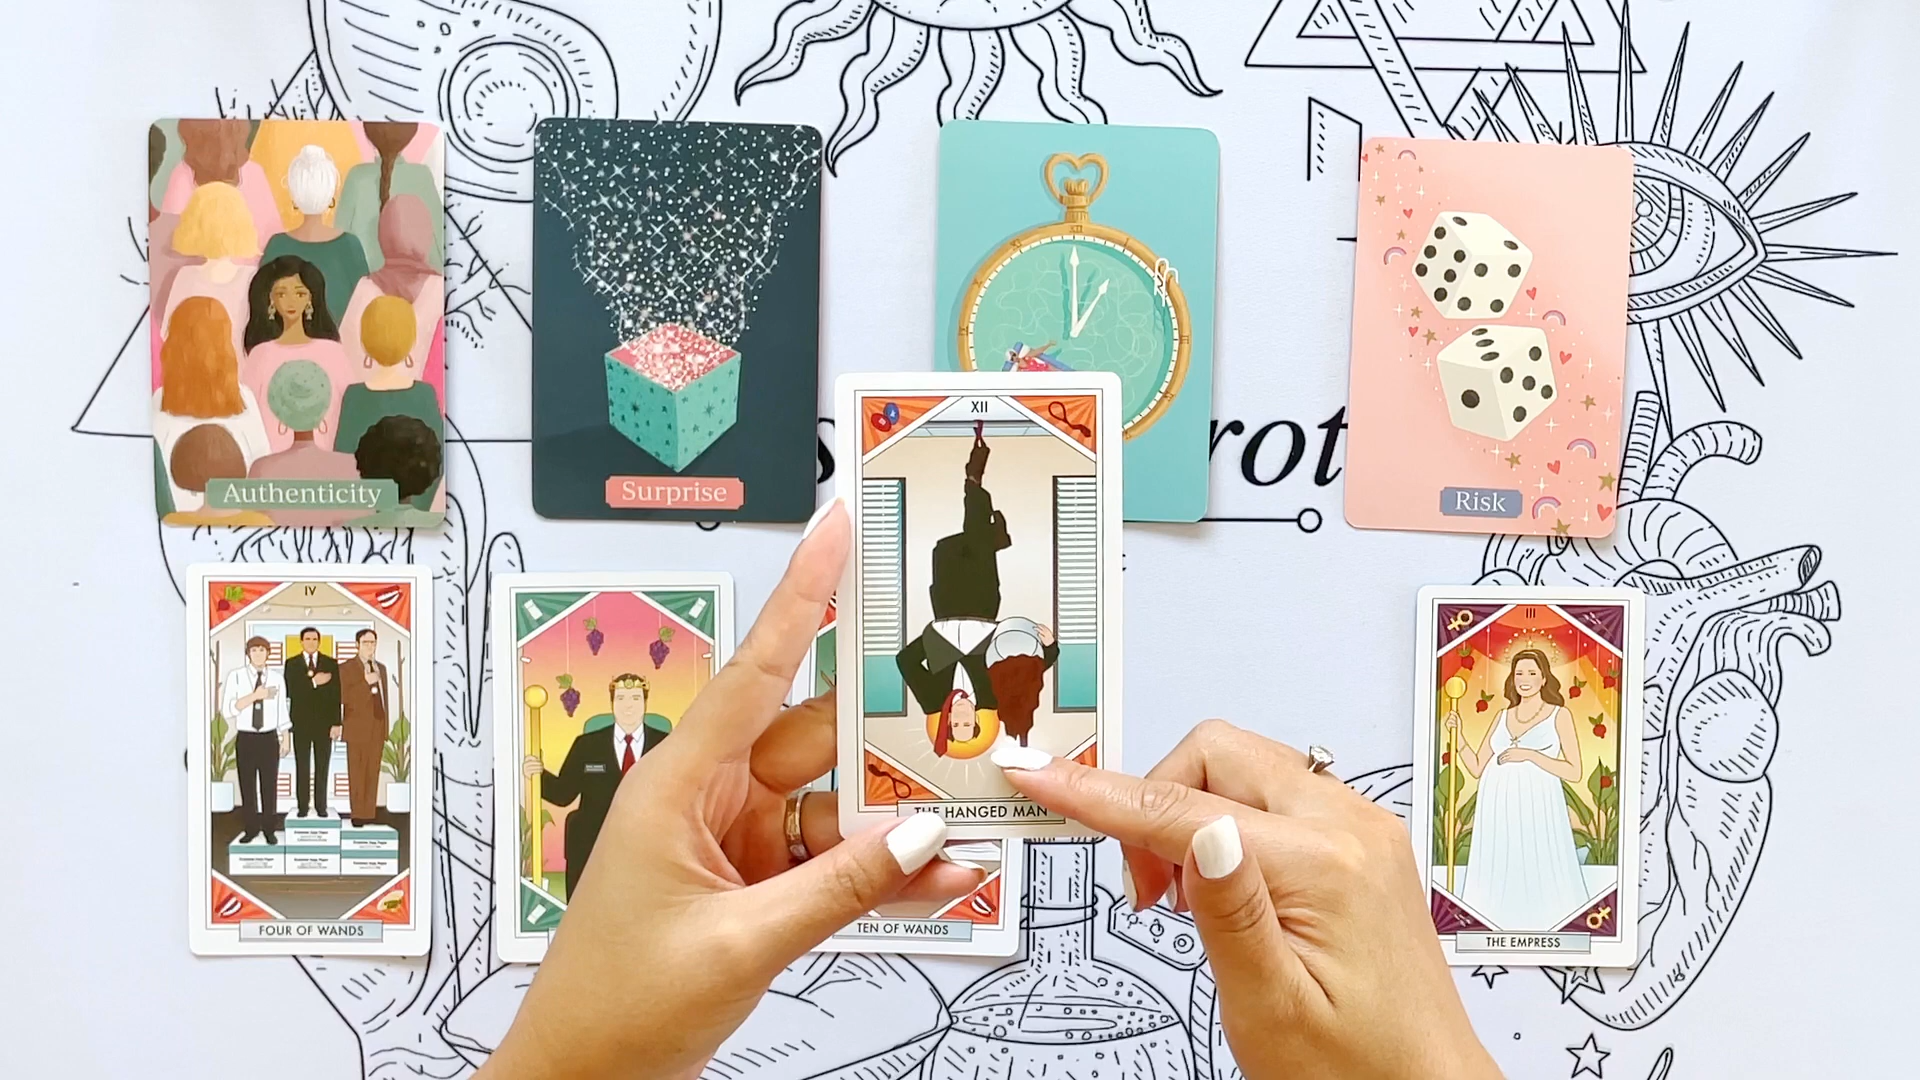 Authenticity
Surprise
Risk
s
rot
IV
FOUR OF WANDS
XII
THE HANGED MAN
TEN OF WANDS
III
THE EMPRESS